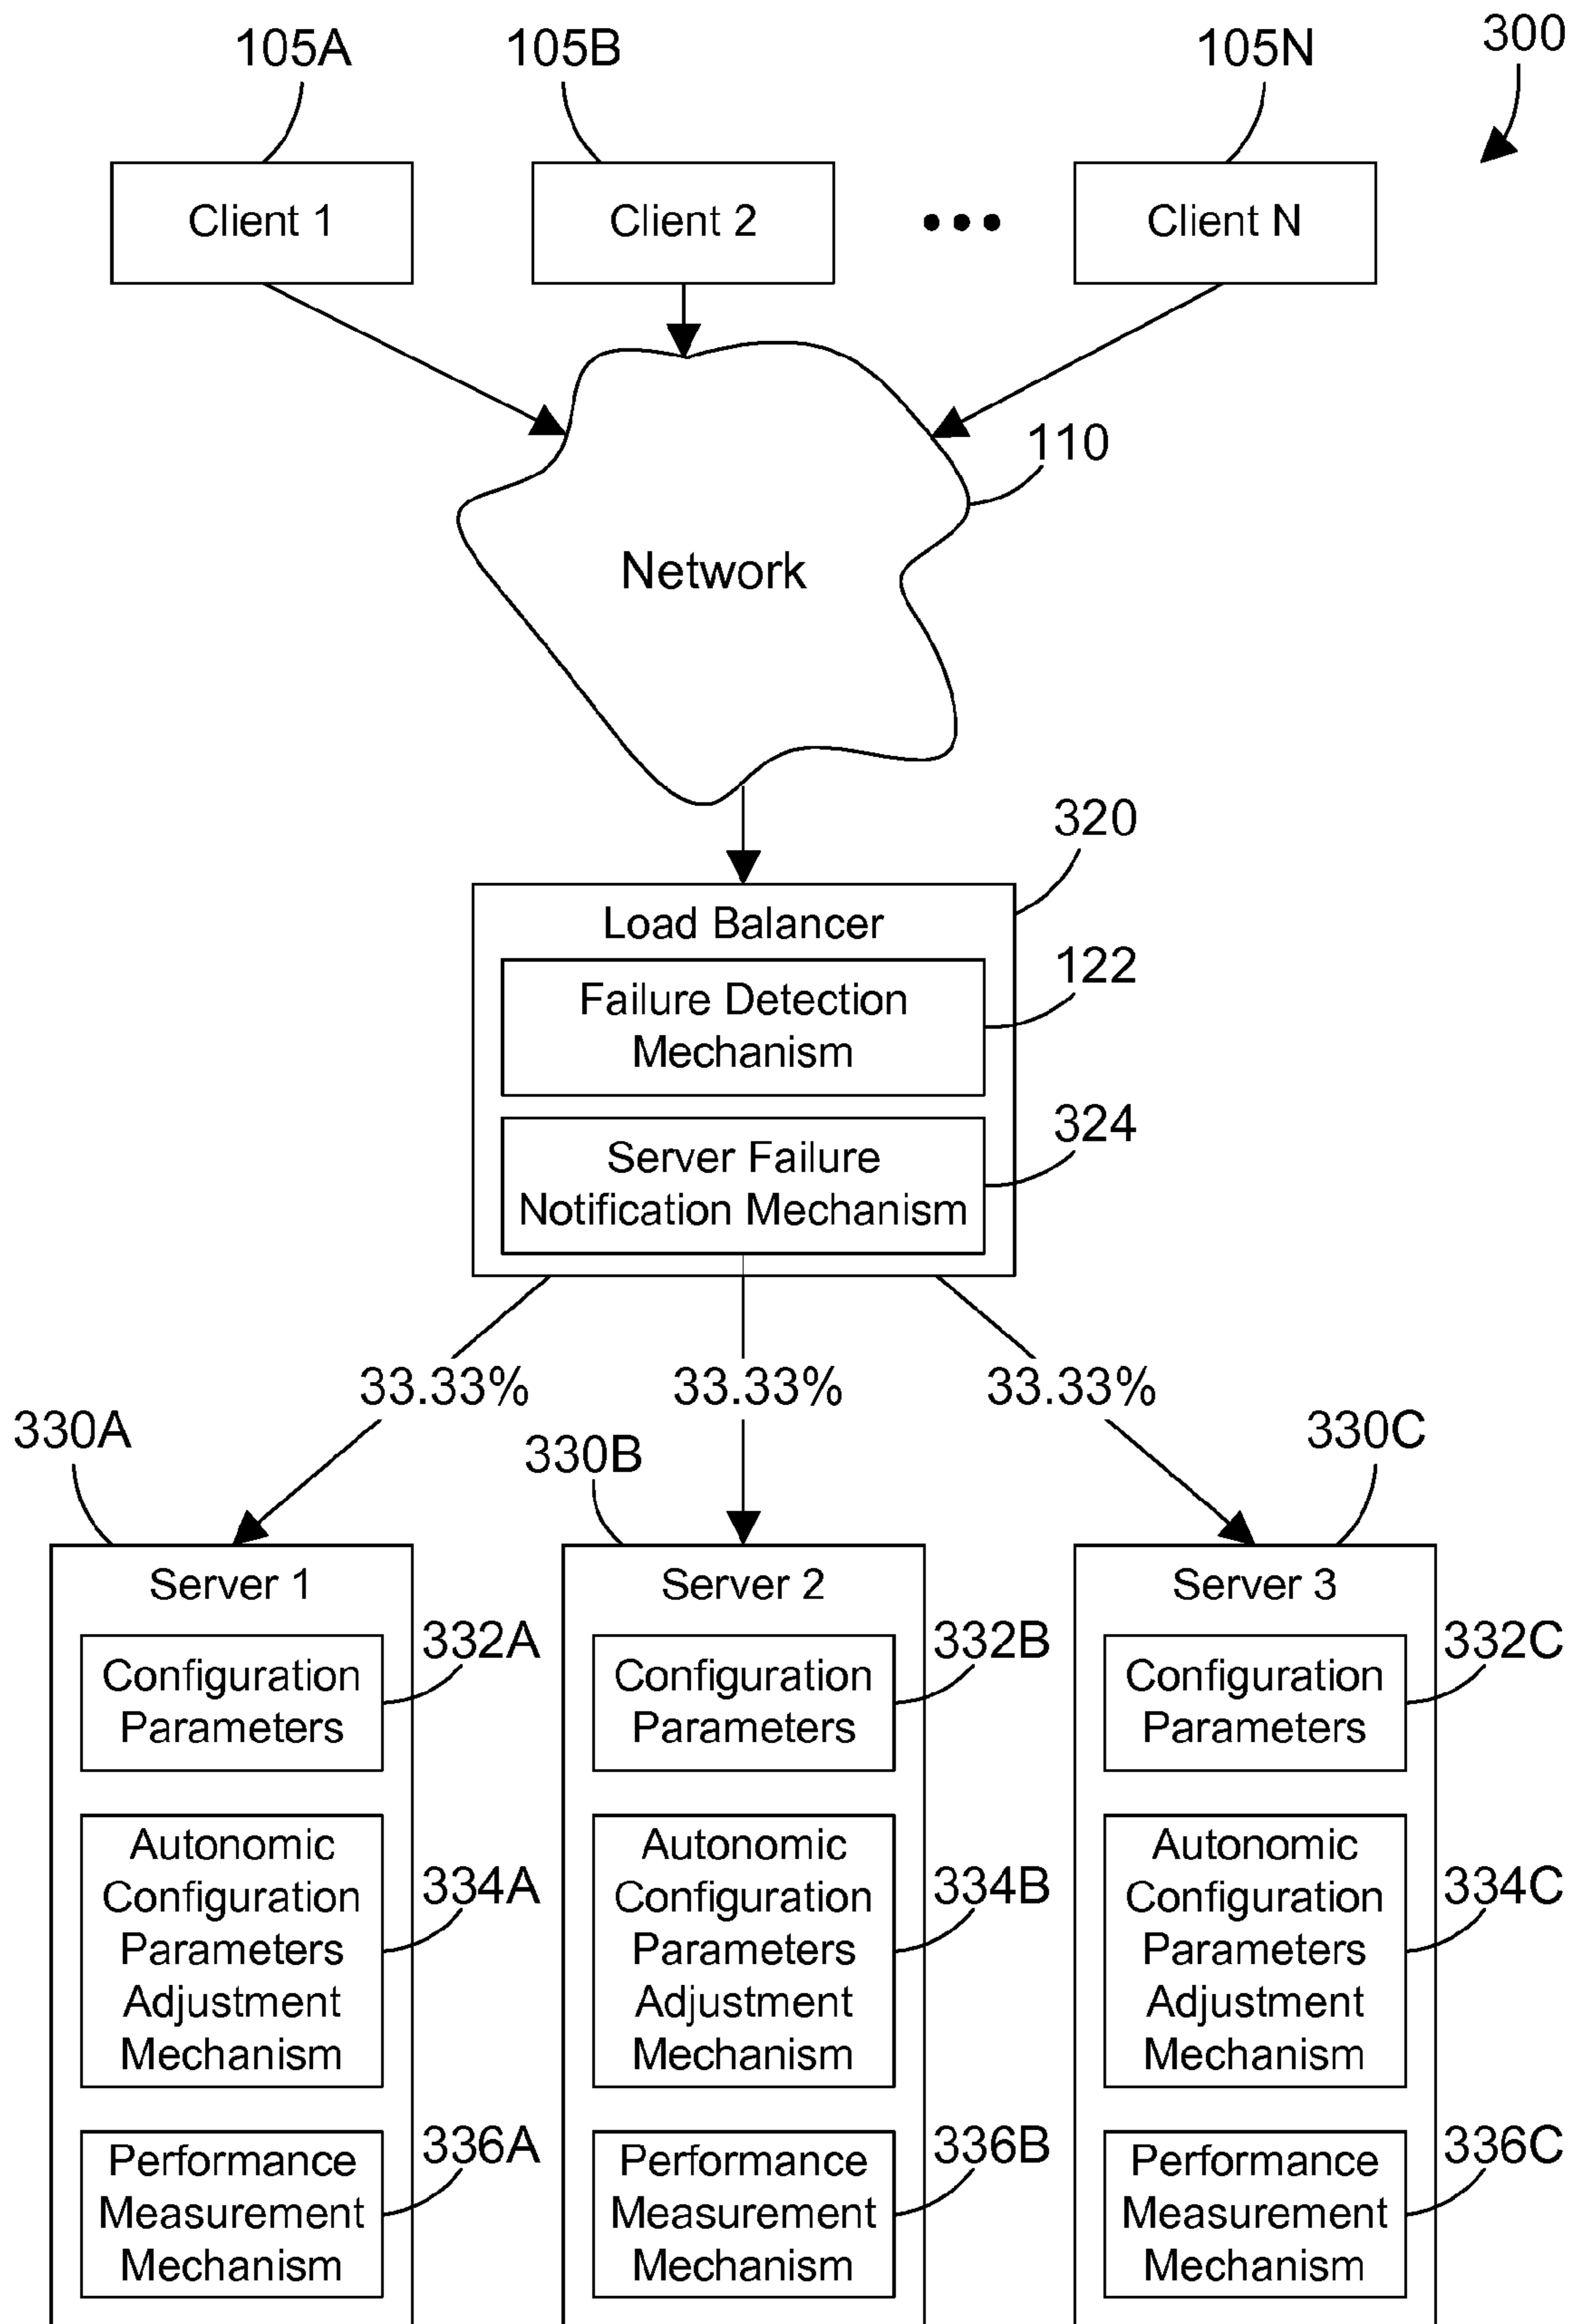 105A
105B
105N
300
Client 1
Client 2
Client N
110
Network
320
Load Balancer
122
Failure Detection
Mechanism
324
Server Failure
Notification Mechanism
33.33%
33.33%
33.33%
330A
330B
330C
Server 1
332A
Configuration
Parameters
334A
Autonomic
Configuration
Parameters
Adjustment
Mechanism
336A
Performance
Measurement
Mechanism
Server 2
332B
Configuration
Parameters
334B
Autonomic
Configuration
Parameters
Adjustment
Mechanism
336B
Performance
Measurement
Mechanism
Server 3
332C
Configuration
Parameters
334C
Autonomic
Configuration
Parameters
Adjustment
Mechanism
336C
Performance
Measurement
Mechanism